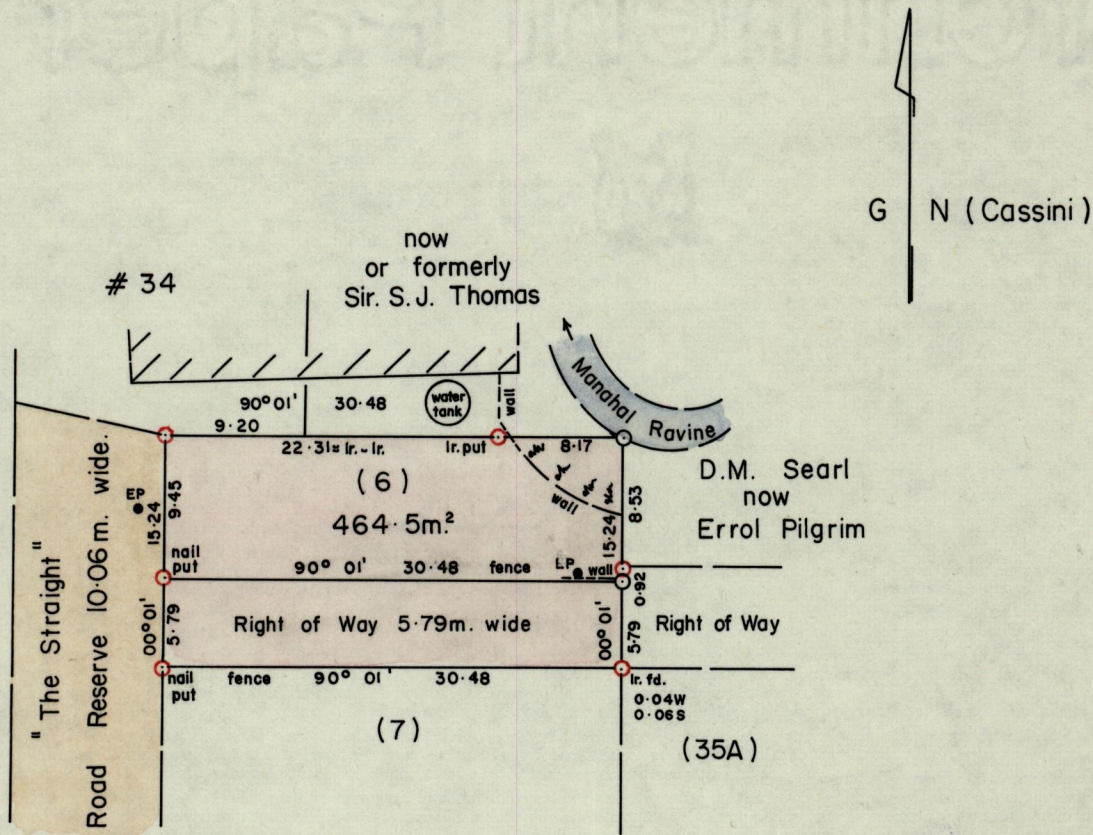 G N (Cassini)
now
or formerly
Sir. S. J. Thomas
# 34
Manahal Ravine
water
tank
wall
90° 01' 30·48
9·20
22·31 = Ir. - Ir.
Ir. put
8·17
(6)
464·5m.²
wall
D.M. Searl
now
Errol Pilgrim
EP
15·24
9·45
15·24
8·53
nail
put
90° 01' 30·48 fence
LP
wall
0·92
00° 01'
5·79
Right of Way 5·79m. wide
00° 01'
5·79
Right of Way
nail
put
fence 90° 01' 30·48
Ir. fd.
0·04W
0·06S
(7)
(35A)
"The Straight"
Road Reserve 10·06m. wide.